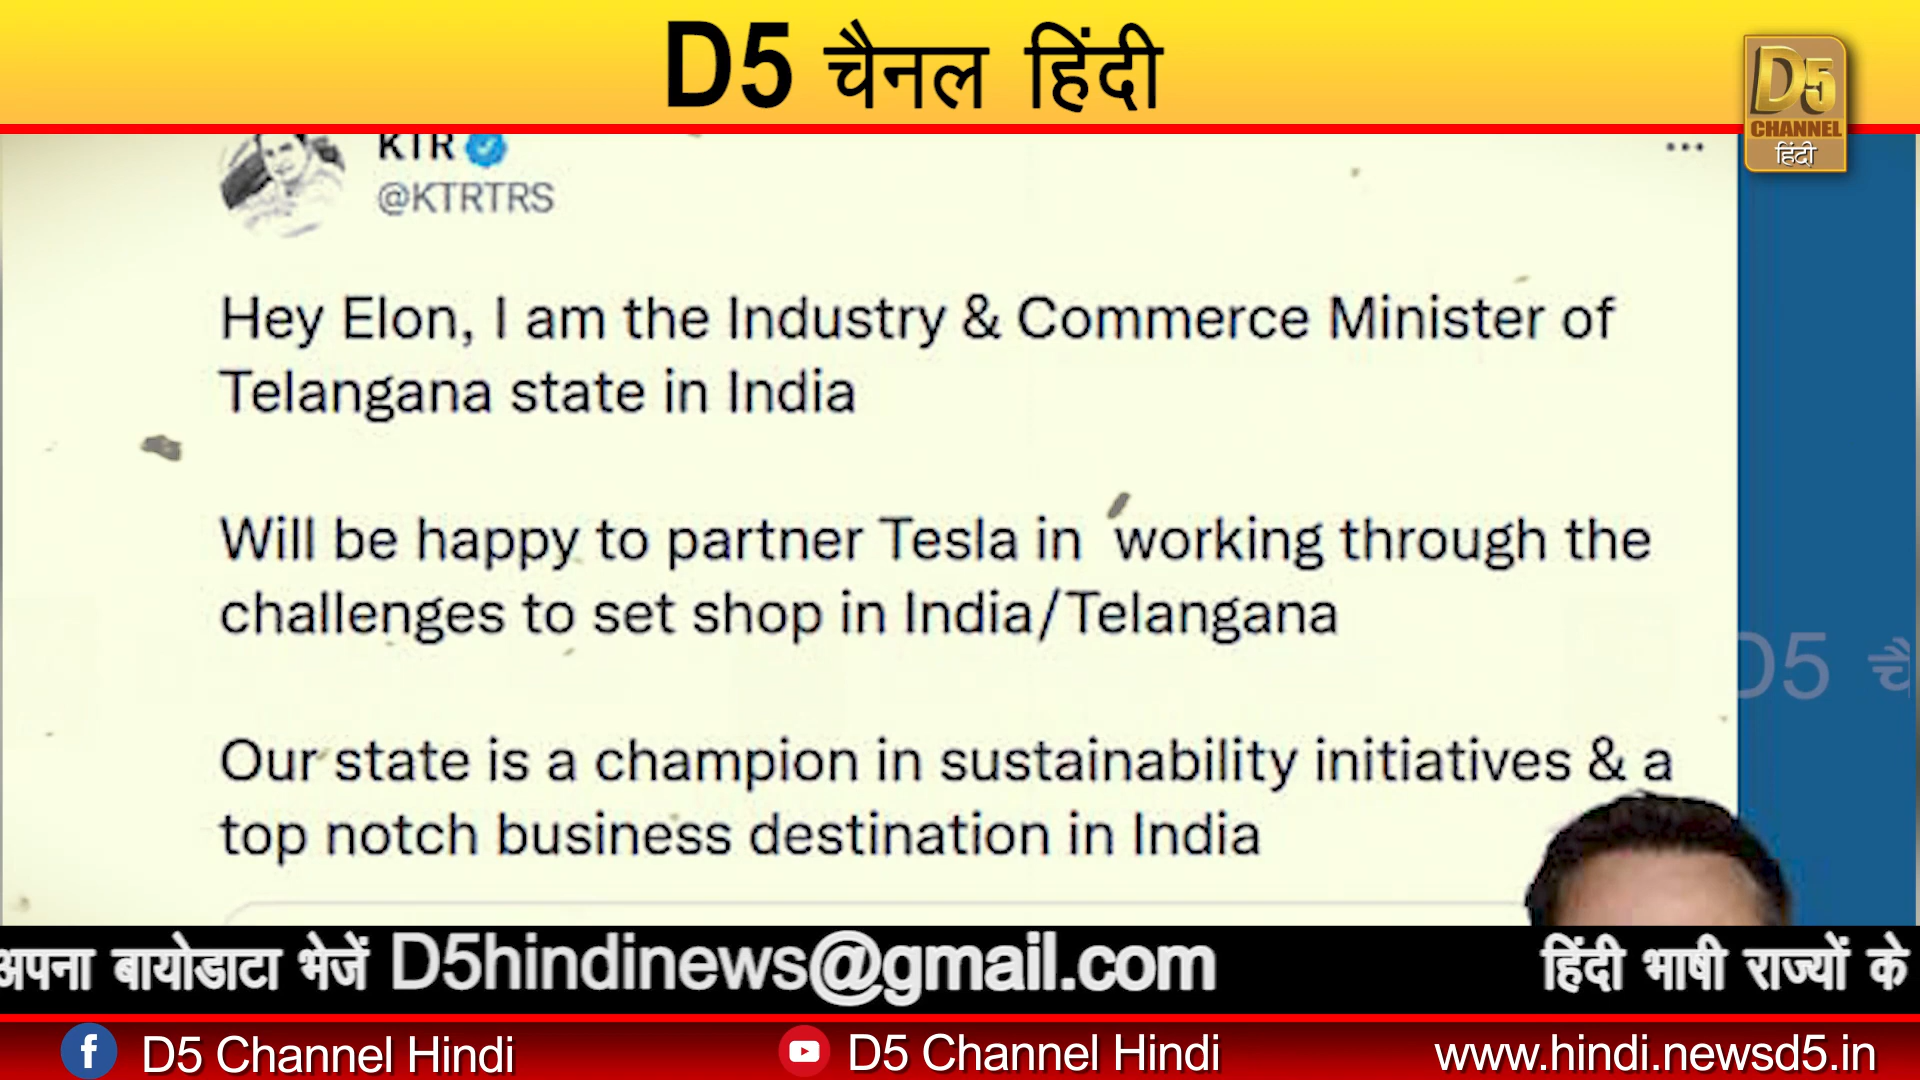 D5 चैनल हिंदी
D5
CHANNEL
हिंदी
KTR
@KTRTRS
Hey Elon, I am the Industry & Commerce Minister of
Telangana state in India
Will be happy to partner Tesla in working through the
challenges to set shop in India/Telangana
Our state is a champion in sustainability initiatives & a
top notch business destination in India
D5 चै
अपना बायोडाटा भेजें D5hindinews@gmail.com हिंदी भाषी राज्यों के
D5 Channel Hindi D5 Channel Hindi www.hindi.newsd5.in